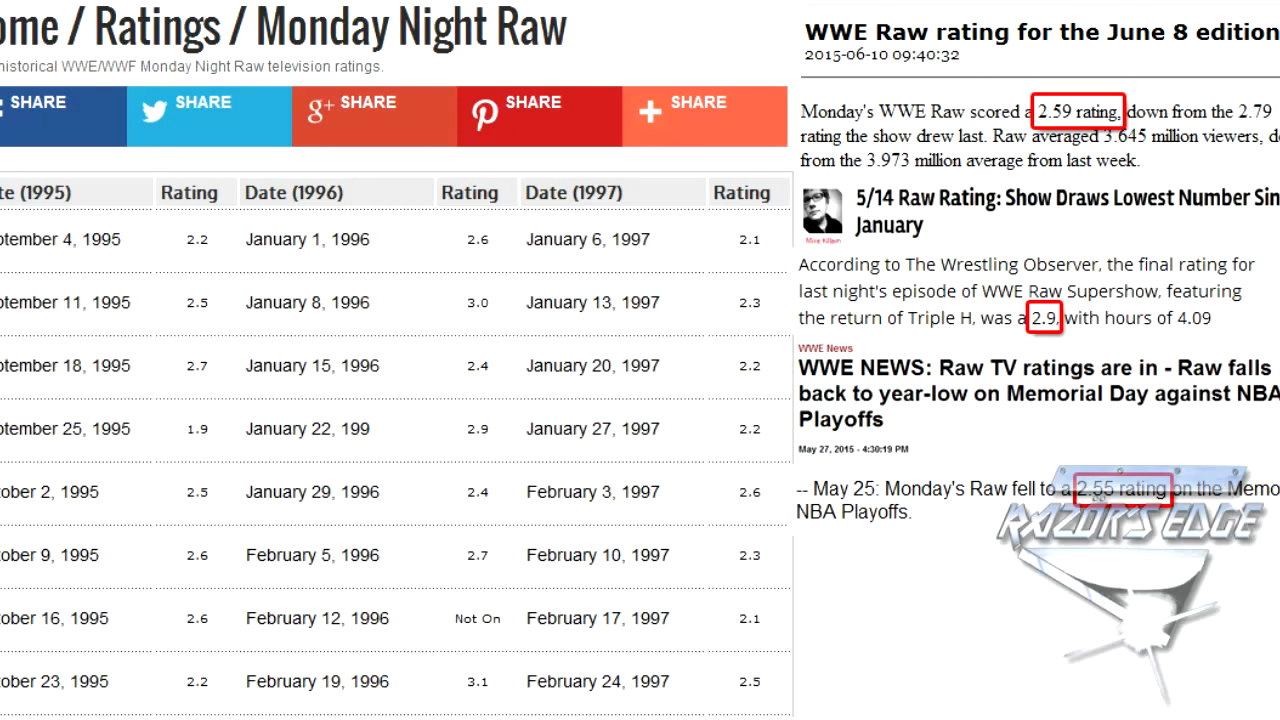 ome / Ratings / Monday Night Raw
historical WWE/WWF Monday Night Raw television ratings.
SHARE SHARE g+ SHARE SHARE SHARE
te (1995) Rating Date (1996) Rating Date (1997) Rating
ptember 4, 1995 2.2 January 1, 1996 2.6 January 6, 1997 2.1
ptember 11, 1995 2.5 January 8, 1996 3.0 January 13, 1997 2.3
ptember 18, 1995 2.7 January 15, 1996 2.4 January 20, 1997 2.2
ptember 25, 1995 1.9 January 22, 199 2.9 January 27, 1997 2.2
tober 2, 1995 2.5 January 29, 1996 2.4 February 3, 1997 2.6
tober 9, 1995 2.6 February 5, 1996 2.7 February 10, 1997 2.3
tober 16, 1995 2.6 February 12, 1996 Not On February 17, 1997 2.1
tober 23, 1995 2.2 February 19, 1996 3.1 February 24, 1997 2.5
WWE Raw rating for the June 8 edition
2015-06-10 09:40:32
Monday's WWE Raw scored a 2.59 rating, down from the 2.79
rating the show drew last. Raw averaged 3.645 million viewers, d
from the 3.973 million average from last week.
5/14 Raw Rating: Show Draws Lowest Number Sin
January
Mike Killam
According to The Wrestling Observer, the final rating for
last night's episode of WWE Raw Supershow, featuring
the return of Triple H, was a 2.9, with hours of 4.09
WWE News
WWE NEWS: Raw TV ratings are in - Raw falls
back to year-low on Memorial Day against NBA
Playoffs
May 27, 2015 - 4:30:19 PM
-- May 25: Monday's Raw fell to a 2.55 rating on the Memo
NBA Playoffs.
RAZOR'S EDGE